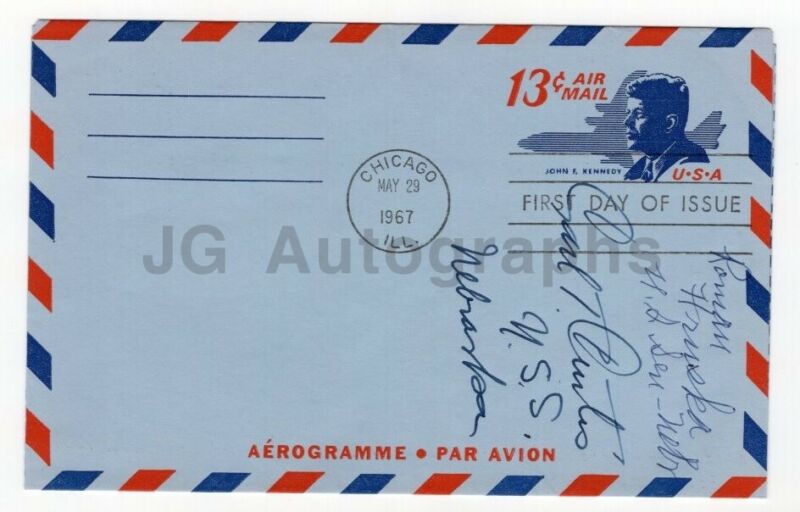 13¢ AIR MAIL
JOHN F. KENNEDY
U·S·A
CHICAGO
MAY 29
1967
ILL.
FIRST DAY OF ISSUE
JG Autographs
Carl T. Curtis
U.S.S.
Nebraska
Roman
Hruska
U.S. Sen - Nebr
AÉROGRAMME • PAR AVION